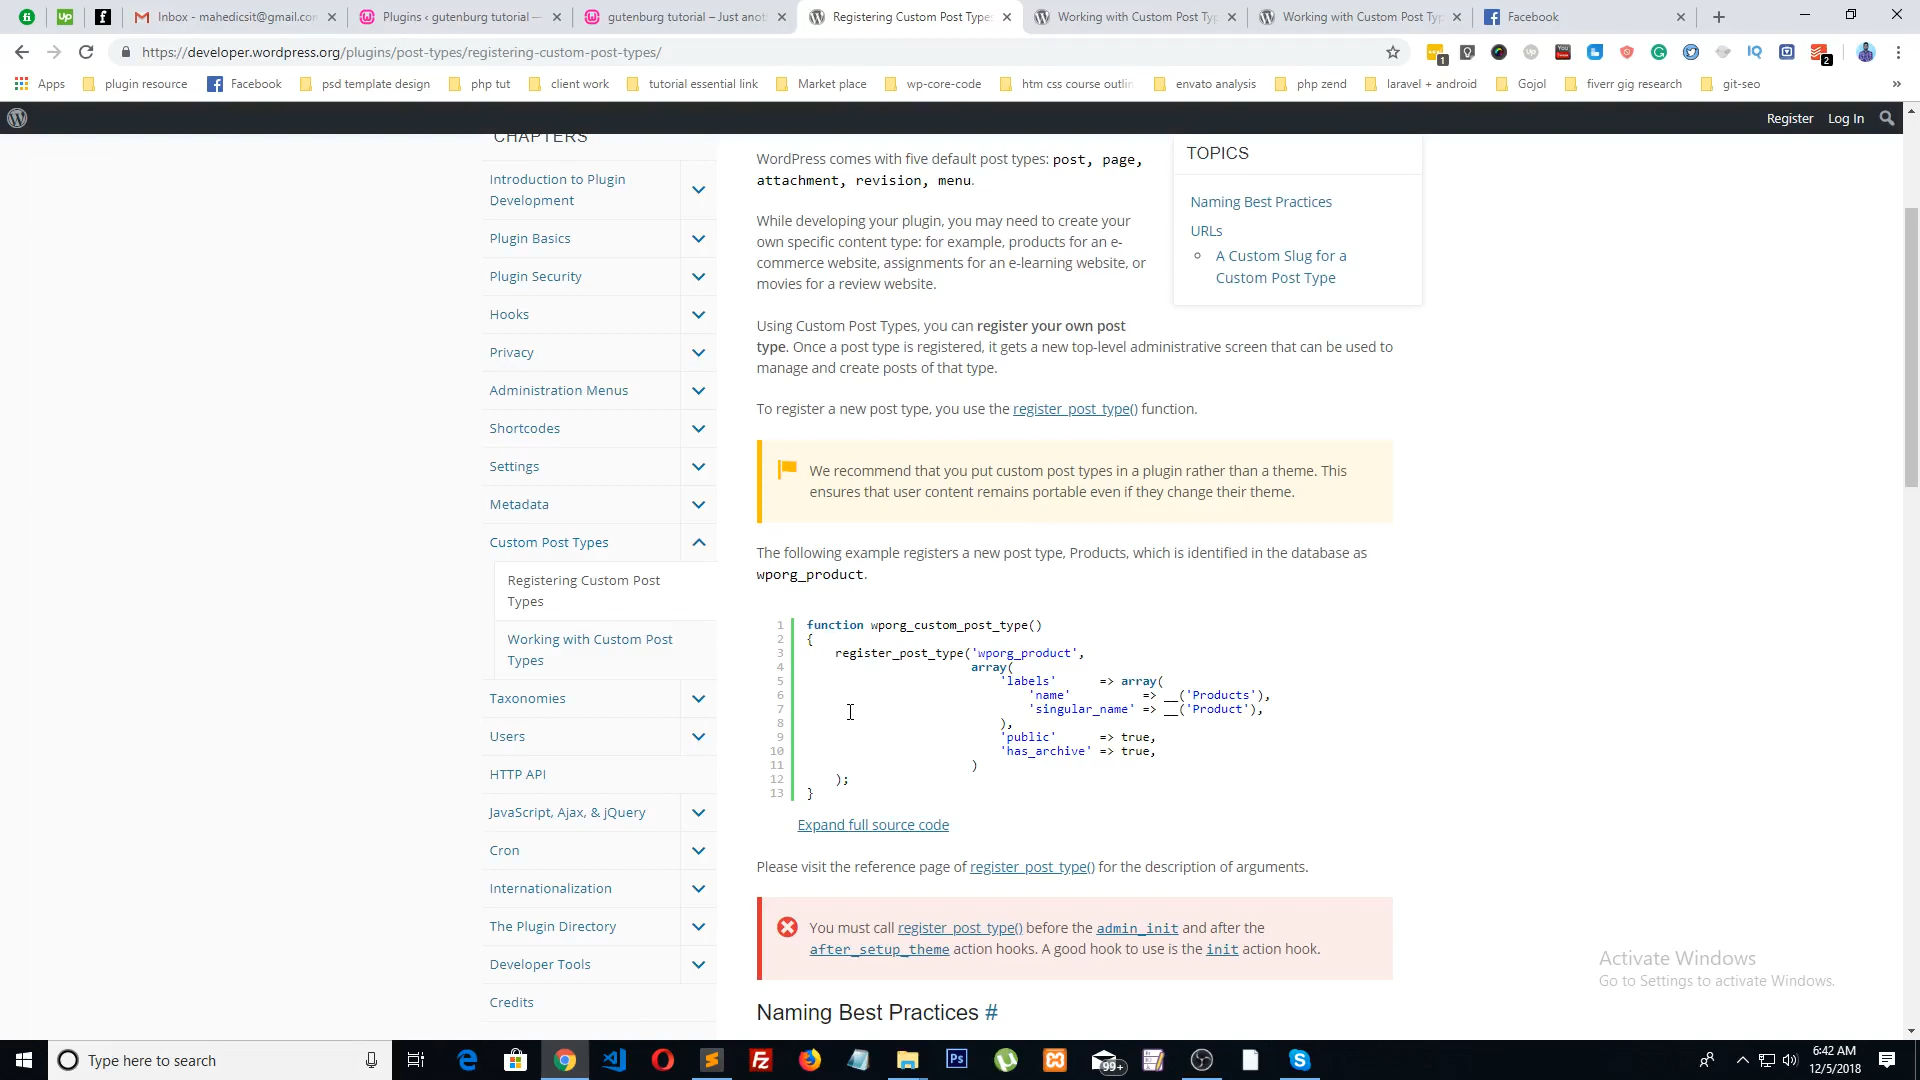 Inbox - mahedicsit@gmail.con
Plugins ‹ gutenburg tutorial —
gutenburg tutorial – Just anot
Registering Custom Post Types
Working with Custom Post Typ
Working with Custom Post Typ
Facebook
https://developer.wordpress.org/plugins/post-types/registering-custom-post-types/
1
2
Apps
plugin resource
Facebook
psd template design
php tut
client work
tutorial essential link
Market place
wp-core-code
htm css course outlin
envato analysis
php zend
laravel + android
Gojol
fiverr gig research
git-seo
»
Register
Log In
CHAPTERS
Introduction to Plugin
Development
Plugin Basics
Plugin Security
Hooks
Privacy
Administration Menus
Shortcodes
Settings
Metadata
Custom Post Types
Registering Custom Post
Types
Working with Custom Post
Types
Taxonomies
Users
HTTP API
JavaScript, Ajax, & jQuery
Cron
Internationalization
The Plugin Directory
Developer Tools
Credits
WordPress comes with five default post types: post, page,
attachment, revision, menu.
While developing your plugin, you may need to create your
own specific content type: for example, products for an e-
commerce website, assignments for an e-learning website, or
movies for a review website.
Using Custom Post Types, you can register your own post
type. Once a post type is registered, it gets a new top-level administrative screen that can be used to
manage and create posts of that type.
To register a new post type, you use the register_post_type() function.
We recommend that you put custom post types in a plugin rather than a theme. This
ensures that user content remains portable even if they change their theme.
The following example registers a new post type, Products, which is identified in the database as
wporg_product.
1 function wporg_custom_post_type()
2 {
3 register_post_type('wporg_product',
4 array(
5 'labels' => array(
6 'name' => __('Products'),
7 'singular_name' => __('Product'),
8 ),
9 'public' => true,
10 'has_archive' => true,
11 )
12 );
13 }
Expand full source code
Please visit the reference page of register_post_type() for the description of arguments.
You must call register_post_type() before the admin_init and after the
after_setup_theme action hooks. A good hook to use is the init action hook.
Naming Best Practices #
TOPICS
Naming Best Practices
URLs
A Custom Slug for a
Custom Post Type
Activate Windows
Go to Settings to activate Windows.
Type here to search
99+
6:42 AM
12/5/2018